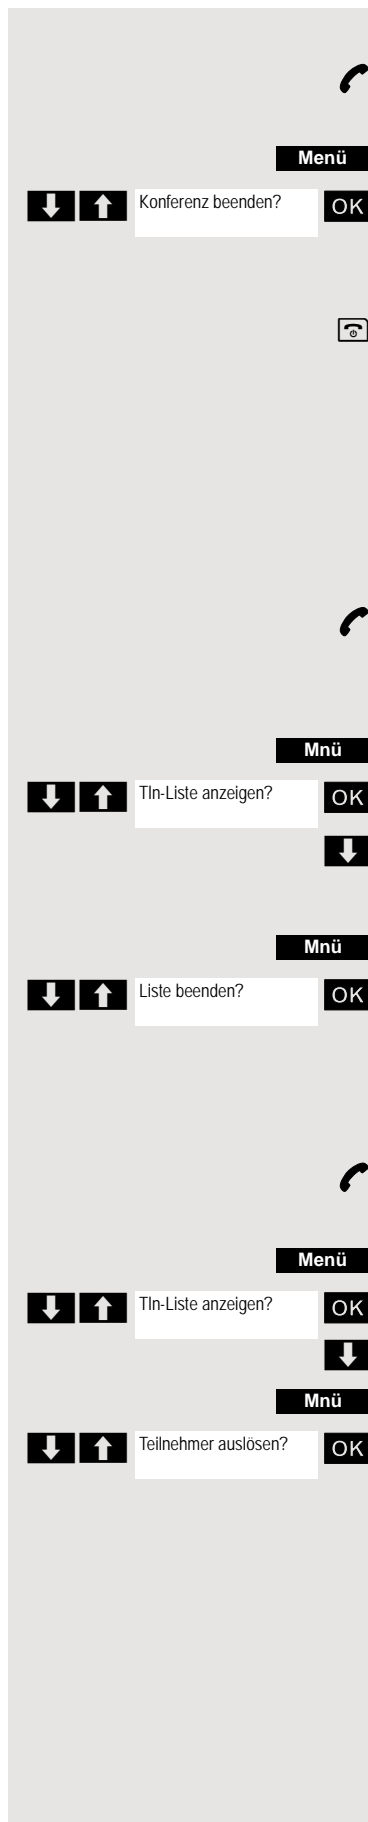 Menü
Konferenz beenden? OK
Mnü
Tln-Liste anzeigen? OK
Mnü
Liste beenden? OK
Menü
Tln-Liste anzeigen? OK
Mnü
Teilnehmer auslösen? OK